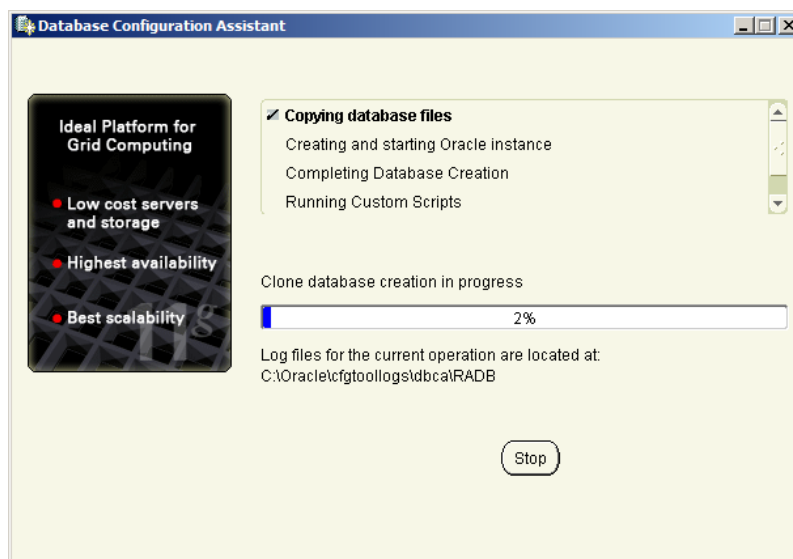 Database Configuration Assistant
Ideal Platform for
Grid Computing
Low cost servers
and storage
Highest availability
Best scalability
11g
Copying database files
Creating and starting Oracle instance
Completing Database Creation
Running Custom Scripts
Clone database creation in progress
2%
Log files for the current operation are located at:
C:\Oracle\cfgtoollogs\dbca\RADB
Stop